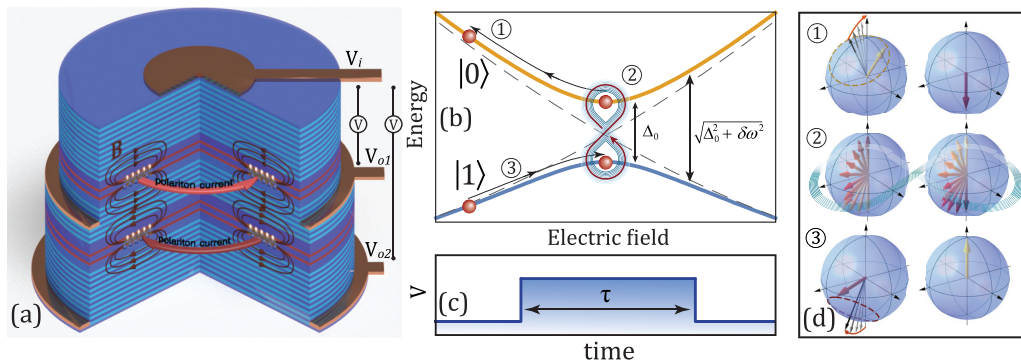 V_i
V
V
V_o1
V_o2
B
polariton current
polariton current
(a)
Energy
|0⟩
|1⟩
①
②
③
(b)
Δ_0
√(Δ_0^2 + δω^2)
Electric field
V
(c)
τ
time
①
②
③
(d)